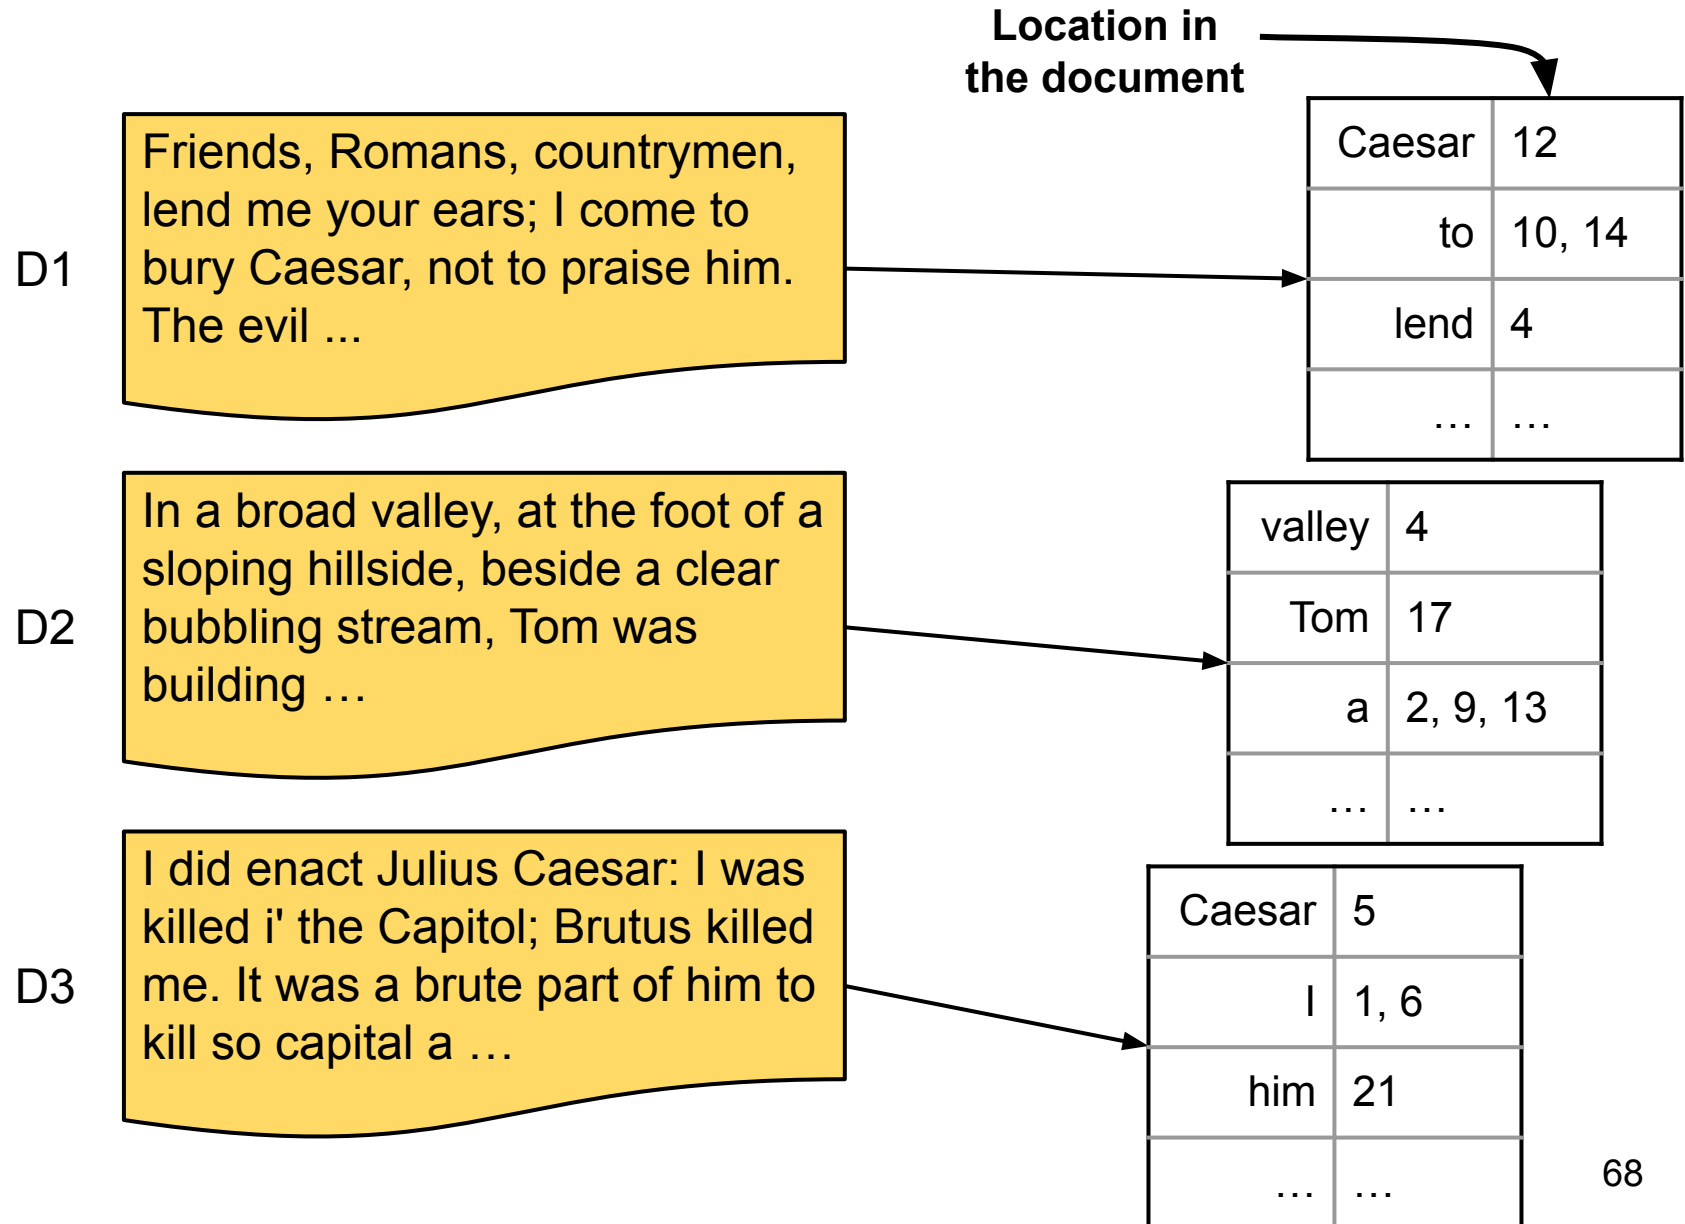 Location in
the document
D1
Friends, Romans, countrymen,
lend me your ears; I come to
bury Caesar, not to praise him.
The evil ...
Caesar 12
to 10, 14
lend 4
… …
D2
In a broad valley, at the foot of a
sloping hillside, beside a clear
bubbling stream, Tom was
building …
valley 4
Tom 17
a 2, 9, 13
… …
D3
I did enact Julius Caesar: I was
killed i' the Capitol; Brutus killed
me. It was a brute part of him to
kill so capital a …
Caesar 5
I 1, 6
him 21
… …
68